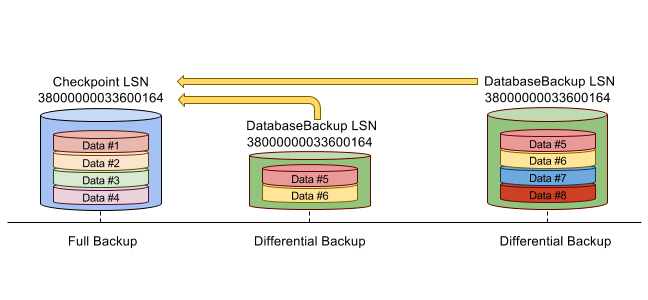 Checkpoint LSN
38000000033600164
Data #1
Data #2
Data #3
Data #4
Full Backup
DatabaseBackup LSN
38000000033600164
Data #5
Data #6
Differential Backup
DatabaseBackup LSN
38000000033600164
Data #5
Data #6
Data #7
Data #8
Differential Backup